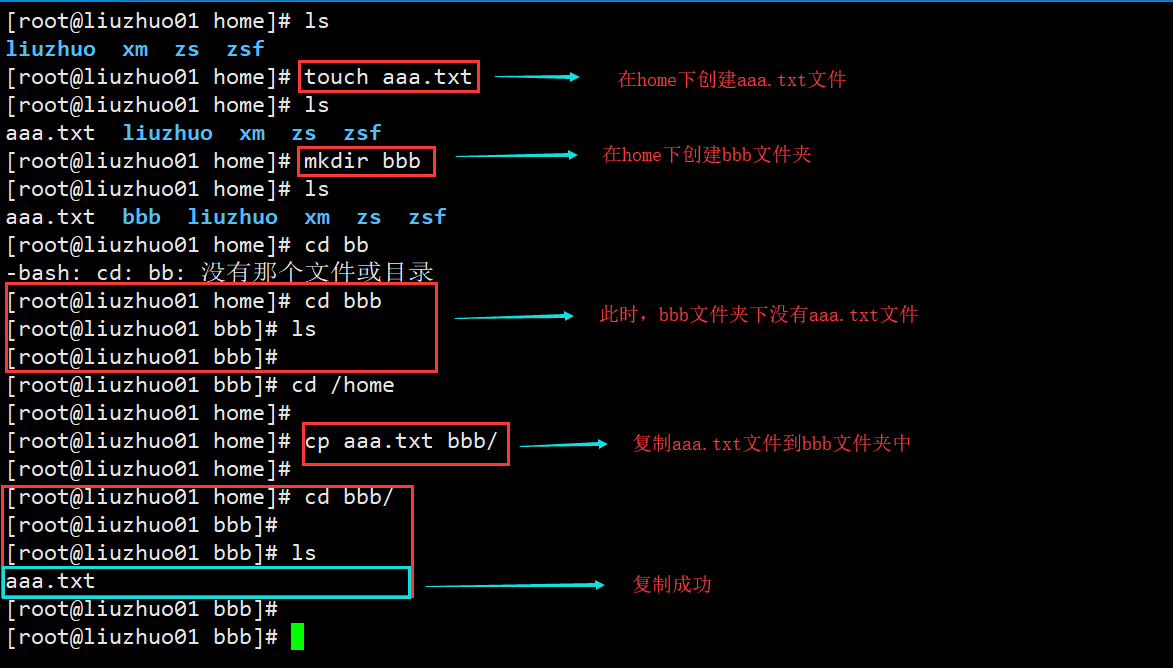 [root@liuzhuo01 home]# ls
liuzhuo  xm  zs  zsf
[root@liuzhuo01 home]# touch aaa.txt 在home下创建aaa.txt文件
[root@liuzhuo01 home]# ls
aaa.txt  liuzhuo  xm  zs  zsf
[root@liuzhuo01 home]# mkdir bbb 在home下创建bbb文件夹
[root@liuzhuo01 home]# ls
aaa.txt  bbb  liuzhuo  xm  zs  zsf
[root@liuzhuo01 home]# cd bb
-bash: cd: bb: 没有那个文件或目录
[root@liuzhuo01 home]# cd bbb 此时，bbb文件夹下没有aaa.txt文件
[root@liuzhuo01 bbb]# ls
[root@liuzhuo01 bbb]#
[root@liuzhuo01 bbb]# cd /home
[root@liuzhuo01 home]#
[root@liuzhuo01 home]# cp aaa.txt bbb/ 复制aaa.txt文件到bbb文件夹中
[root@liuzhuo01 home]#
[root@liuzhuo01 home]# cd bbb/
[root@liuzhuo01 bbb]#
[root@liuzhuo01 bbb]# ls
aaa.txt 复制成功
[root@liuzhuo01 bbb]#
[root@liuzhuo01 bbb]#